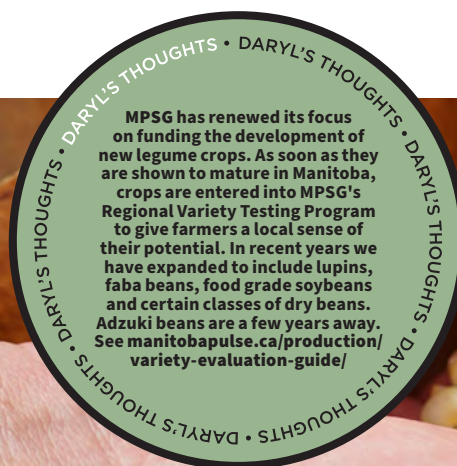 DARYL'S THOUGHTS • DARYL'S THOUGHTS • DARYL'S THOUGHTS • DARYL'S THOUGHTS • DARYL'S THOUGHTS • DARYL'S THOUGHTS •
MPSG has renewed its focus
on funding the development of
new legume crops. As soon as they
are shown to mature in Manitoba,
crops are entered into MPSG's
Regional Variety Testing Program
to give farmers a local sense of
their potential. In recent years we
have expanded to include lupins,
faba beans, food grade soybeans
and certain classes of dry beans.
Adzuki beans are a few years away.
See manitobapulse.ca/production/
variety-evaluation-guide/